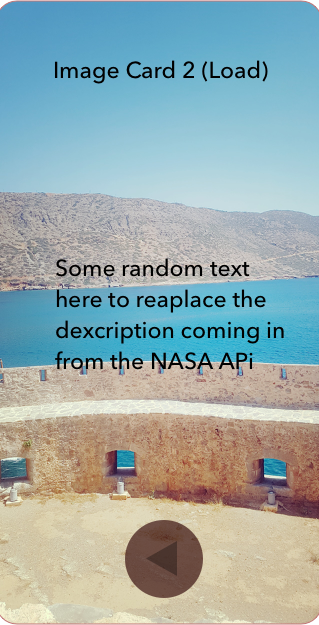 Image Card 2 (Load)
Some random text
here to reaplace the
dexcription coming in
from the NASA APi